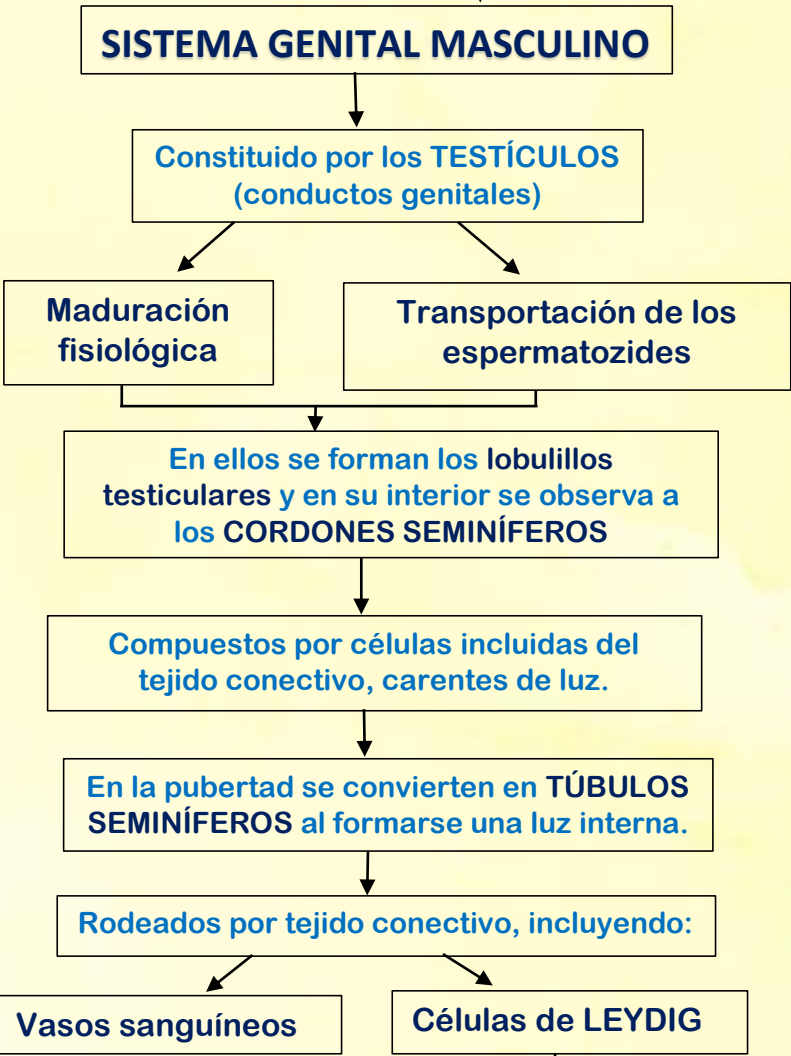 SISTEMA GENITAL MASCULINO
Constituido por los TESTÍCULOS
(conductos genitales)
Maduración
fisiológica
Transportación de los
espermatozides
En ellos se forman los lobulillos
testiculares y en su interior se observa a
los CORDONES SEMINÍFEROS
Compuestos por células incluidas del
tejido conectivo, carentes de luz.
En la pubertad se convierten en TÚBULOS
SEMINÍFEROS al formarse una luz interna.
Rodeados por tejido conectivo, incluyendo:
Vasos sanguíneos
Células de LEYDIG